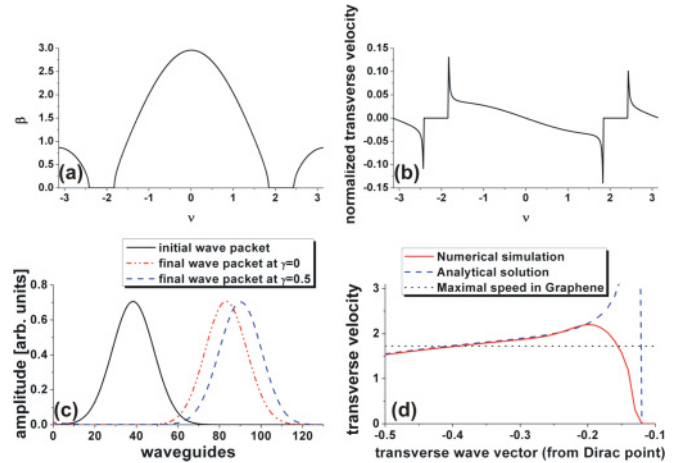 3.0
2.5
2.0
1.5
1.0
0.5
0.0
β
(a)
-3 -2 -1 0 1 2 3
ν
0.15
0.10
0.05
0.00
-0.05
-0.10
-0.15
normalized transverse velocity
(b)
-3 -2 -1 0 1 2 3
ν
initial wave packet
final wave packet at γ=0
final wave packet at γ=0.5
0.8
0.6
0.4
0.2
0.0
amplitude [arb. units]
(c)
0 20 40 60 80 100 120
waveguides
Numerical simulation
Analytical solution
Maximal speed in Graphene
3
2
1
0
transverse velocity
(d)
-0.5 -0.4 -0.3 -0.2 -0.1
transverse wave vector (from Dirac point)